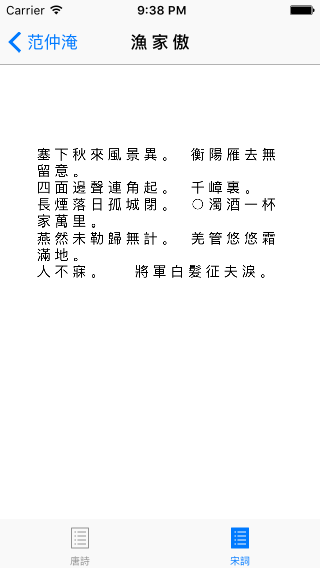 Carrier 9:38 PM
范仲淹 漁家傲
塞下秋來風景異。 衡陽雁去無
留意。
四面邊聲連角起。 千嶂裏。
長煙落日孤城閉。 ○濁酒一杯
家萬里。
燕然未勒歸無計。 羌管悠悠霜
滿地。
人不寐。 將軍白髮征夫淚。
唐詩 宋詞